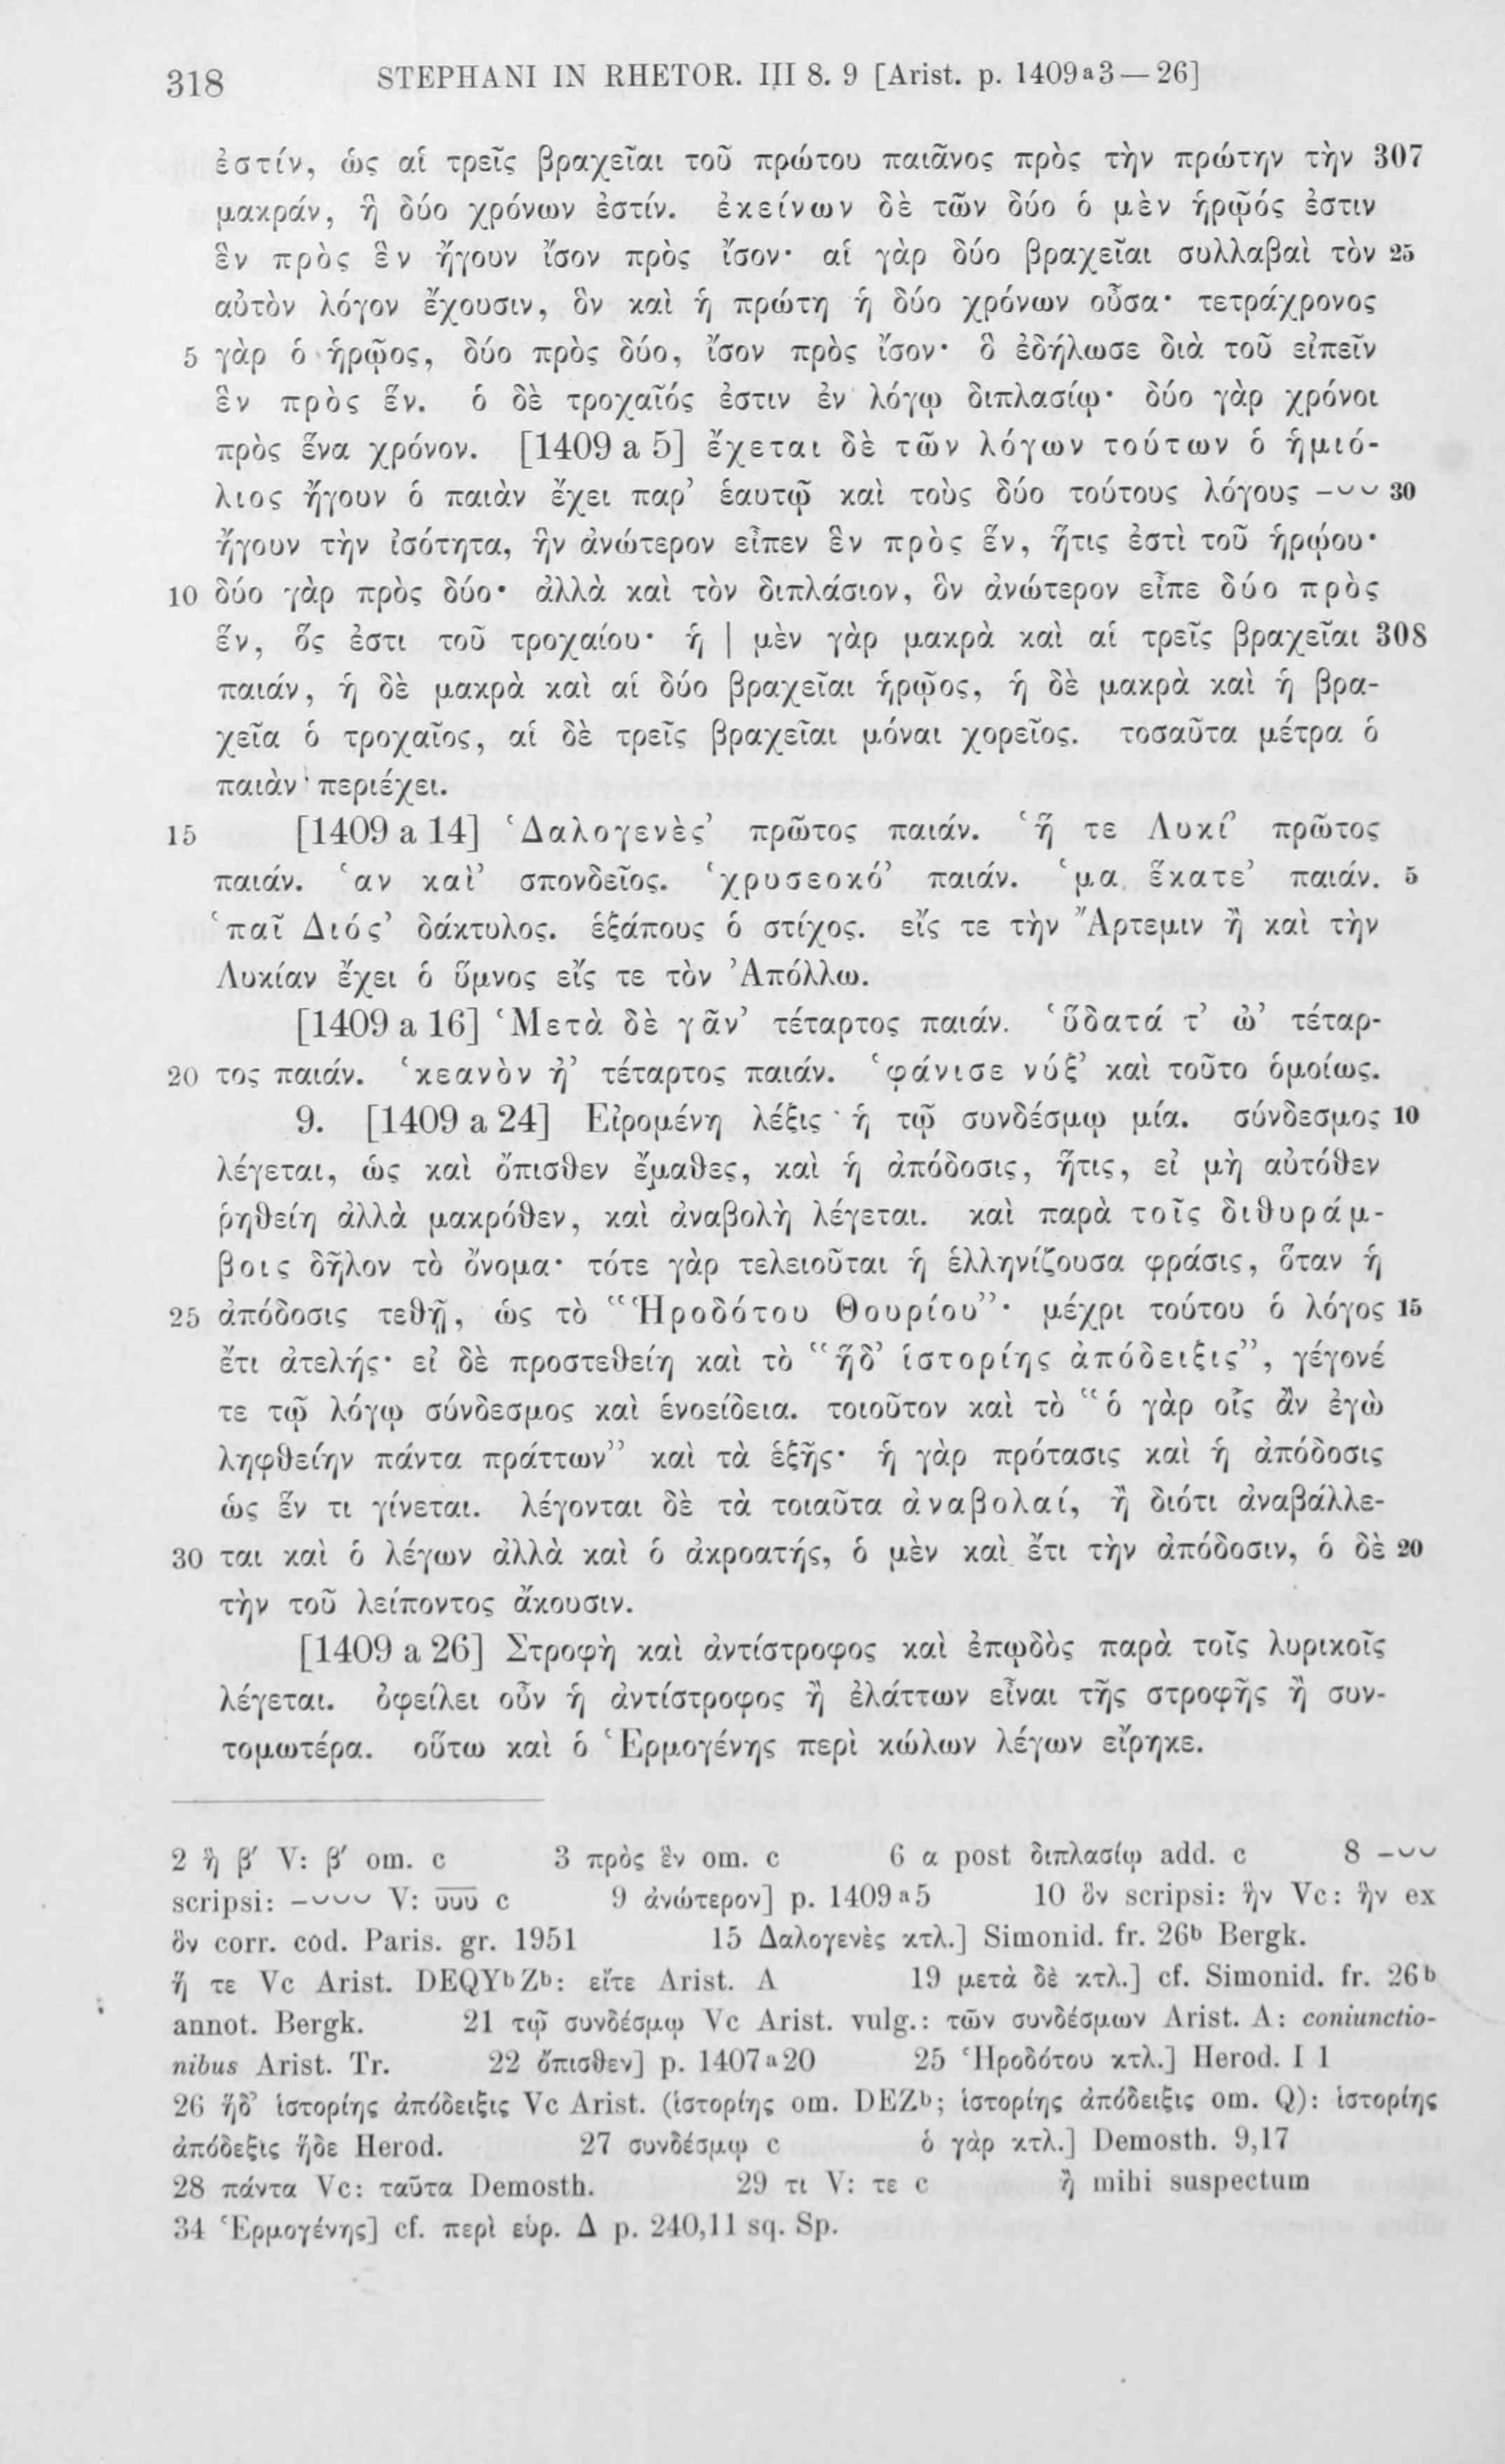 318 STEPHANI IN RHETOR. III 8. 9 [Arist. p. 1409a3—26]
ἐστίν, ὡς αἱ τρεῖς βραχεῖαι τοῦ πρώτου παιᾶνος πρὸς τὴν πρώτην τὴν 307
μακράν, ἣ δύο χρόνων ἐστίν. ἐκείνων δὲ τῶν δύο ὁ μὲν ἡρῷός ἐστιν
ἓν πρὸς ἓν ἤγουν ἴσον πρὸς ἴσον· αἱ γὰρ δύο βραχεῖαι συλλαβαὶ τὸν 25
αὐτὸν λόγον ἔχουσιν, ὃν καὶ ἡ πρώτη ἡ δύο χρόνων οὖσα· τετράχρονος
5 γὰρ ὁ ἡρῷος, δύο πρὸς δύο, ἴσον πρὸς ἴσον· ὃ ἐδήλωσε διὰ τοῦ εἰπεῖν
ἓν πρὸς ἕν. ὁ δὲ τροχαῖός ἐστιν ἐν λόγῳ διπλασίῳ· δύο γὰρ χρόνοι
πρὸς ἕνα χρόνον. [1409 a 5] ἔχεται δὲ τῶν λόγων τούτων ὁ ἡμιό-
λιος ἤγουν ὁ παιὰν ἔχει παρ’ ἑαυτῷ καὶ τοὺς δύο τούτους λόγους –⏑⏑ 30
ἤγουν τὴν ἰσότητα, ἣν ἀνώτερον εἶπεν ἓν πρὸς ἕν, ἥτις ἐστὶ τοῦ ἡρῴου·
10 δύο γὰρ πρὸς δύο· ἀλλὰ καὶ τὸν διπλάσιον, ὃν ἀνώτερον εἶπε δύο πρὸς
ἕν, ὅς ἐστι τοῦ τροχαίου· ἡ | μὲν γὰρ μακρὰ καὶ αἱ τρεῖς βραχεῖαι 308
παιάν, ἡ δὲ μακρὰ καὶ αἱ δύο βραχεῖαι ἡρῷος, ἡ δὲ μακρὰ καὶ ἡ βρα-
χεῖα ὁ τροχαῖος, αἱ δὲ τρεῖς βραχεῖαι μόναι χορεῖος. τοσαῦτα μέτρα ὁ
παιὰν περιέχει.
15 [1409 a 14] ‘Δαλογενὲς’ πρῶτος παιάν. ‘ἥ τε Λυκί’ πρῶτος
παιάν. ‘αν καὶ’ σπονδεῖος. ‘χρυσεοκό’ παιάν. ‘μα ἕκατε’ παιάν. 5
‘παῖ Διός’ δάκτυλος. ἑξάπους ὁ στίχος. εἴς τε τὴν Ἄρτεμιν ἢ καὶ τὴν
Λυκίαν ἔχει ὁ ὕμνος εἴς τε τὸν Ἀπόλλω.
[1409 a 16] ‘Μετὰ δὲ γᾶν’ τέταρτος παιάν. ‘ὕδατά τ’ ὠ’ τέταρ-
20 τος παιάν. ‘κεανὸν ἠ’ τέταρτος παιάν. ‘φάνισε νύξ’ καὶ τοῦτο ὁμοίως.
9. [1409 a 24] Εἰρομένη λέξις ἡ τῷ συνδέσμῳ μία. σύνδεσμος 10
λέγεται, ὡς καὶ ὄπισθεν ἔμαθες, καὶ ἡ ἀπόδοσις, ἥτις, εἰ μὴ αὐτόθεν
ῥηθείη ἀλλὰ μακρόθεν, καὶ ἀναβολὴ λέγεται. καὶ παρὰ τοῖς διθυράμ-
βοις δῆλον τὸ ὄνομα· τότε γὰρ τελειοῦται ἡ ἑλληνίζουσα φράσις, ὅταν ἡ
25 ἀπόδοσις τεθῇ, ὡς τὸ “Ἡροδότου Θουρίου”· μέχρι τούτου ὁ λόγος 15
ἔτι ἀτελής· εἰ δὲ προστεθείη καὶ τὸ “ἥδ’ ἱστορίης ἀπόδειξις”, γέγονέ
τε τῷ λόγῳ σύνδεσμος καὶ ἑνοείδεια. τοιοῦτον καὶ τὸ “ὁ γὰρ οἷς ἂν ἐγὼ
ληφθείην πάντα πράττων” καὶ τὰ ἑξῆς· ἡ γὰρ πρότασις καὶ ἡ ἀπόδοσις
ὡς ἕν τι γίνεται. λέγονται δὲ τὰ τοιαῦτα ἀναβολαί, ἢ διότι ἀναβάλλε-
30 ται καὶ ὁ λέγων ἀλλὰ καὶ ὁ ἀκροατής, ὁ μὲν καὶ ἔτι τὴν ἀπόδοσιν, ὁ δὲ 20
τὴν τοῦ λείποντος ἄκουσιν.
[1409 a 26] Στροφὴ καὶ ἀντίστροφος καὶ ἐπῳδὸς παρὰ τοῖς λυρικοῖς
λέγεται. ὀφείλει οὖν ἡ ἀντίστροφος ἢ ἐλάττων εἶναι τῆς στροφῆς ἢ συν-
τομωτέρα. οὕτω καὶ ὁ Ἑρμογένης περὶ κώλων λέγων εἴρηκε.
2 ἣ β′ V: β′ om. c 3 πρὸς ἓν om. c 6 α post διπλασίῳ add. c 8 –⏑⏑
scripsi: –⏑⏑⏑ V: υυυ c 9 ἀνώτερον] p. 1409a5 10 ὃν scripsi: ἣν Vc: ἣν ex
ὃν corr. cod. Paris. gr. 1951 15 Δαλογενὲς κτλ.] Simonid. fr. 26b Bergk.
ἥ τε Vc Arist. DEQYbZb: εἴτε Arist. A 19 μετὰ δὲ κτλ.] cf. Simonid. fr. 26b
annot. Bergk. 21 τῷ συνδέσμῳ Vc Arist. vulg.: τῶν συνδέσμων Arist. A: coniunctio-
nibus Arist. Tr. 22 ὄπισθεν] p. 1407a20 25 Ἡροδότου κτλ.] Herod. I 1
26 ἥδ’ ἱστορίης ἀπόδειξις Vc Arist. (ἱστορίης om. DEZb; ἱστορίης ἀπόδειξις om. Q): ἱστορίης
ἀπόδεξις ἥδε Herod. 27 συνδέσμῳ c ὁ γὰρ κτλ.] Demosth. 9,17
28 πάντα Vc: ταῦτα Demosth. 29 τι V: τε c ἢ mihi suspectum
34 Ἑρμογένης] cf. περὶ εὑρ. Δ p. 240,11 sq. Sp.